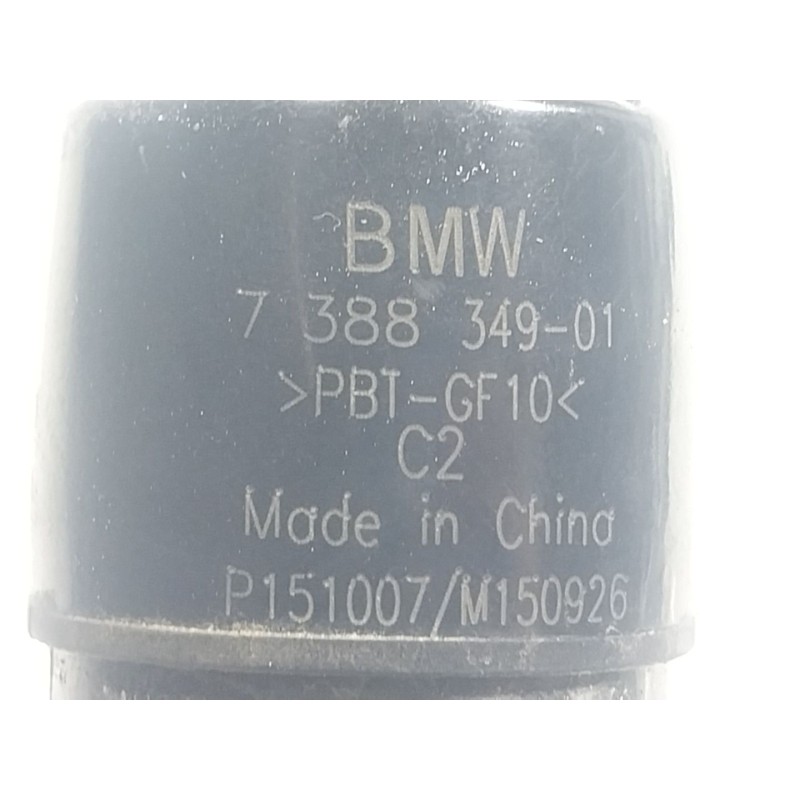 BMW
7 388 349-01
>PBT-GF10<
C2
Made in China
P151007/M150926